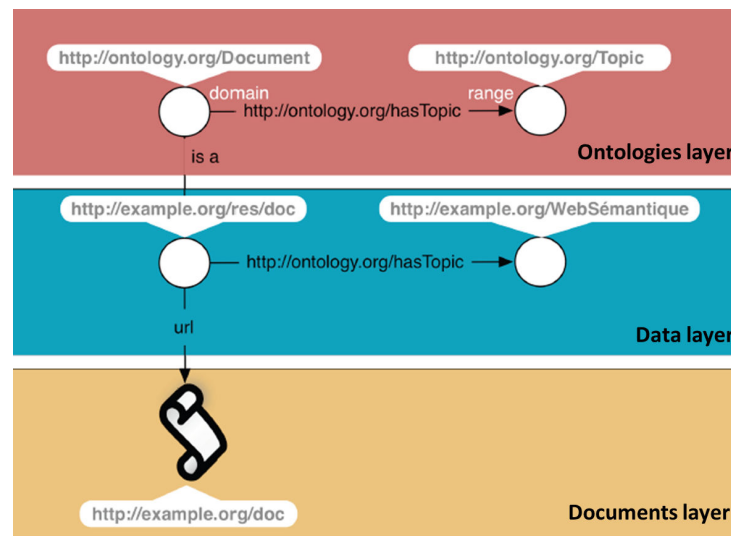 http://ontology.org/Document
http://ontology.org/Topic
domain
http://ontology.org/hasTopic
range
Ontologies layer
is a
http://example.org/res/doc
http://example.org/WebSémantique
http://ontology.org/hasTopic
Data layer
url
http://example.org/doc
Documents layer